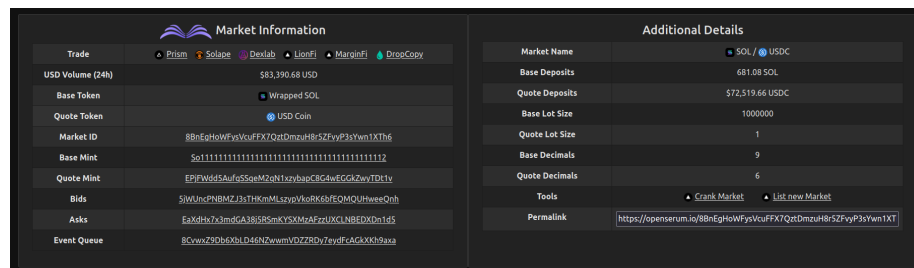 Market Information
Trade Prism Solape Dexlab LionFi MarginFi DropCopy
USD Volume (24h) $83,390.68 USD
Base Token Wrapped SOL
Quote Token USD Coin
Market ID 8BnEgHoWFysVcuFFX7QztDmzuH8r5ZFvyP3sYwn1XTh6
Base Mint So11111111111111111111111111111111111111112
Quote Mint EPjFWdd5AufqSSqeM2qN1xzybapC8G4wEGGkZwyTDt1v
Bids 5jWUncPNBMZJ3sTHKmMLszypVkoRK6bfEQMQUHweeQnh
Asks EaXdHx7x3mdGA38j5RSmKYSXMzAFzzUXCLNBEDXDn1d5
Event Queue 8CvwxZ9Db6XbLD46NZwwmVDZZRDy7eydFcAGkXKh9axa
Additional Details
Market Name SOL / USDC
Base Deposits 681.08 SOL
Quote Deposits $72,519.66 USDC
Base Lot Size 1000000
Quote Lot Size 1
Base Decimals 9
Quote Decimals 6
Tools Crank Market List new Market
Permalink https://openserum.io/8BnEgHoWFysVcuFFX7QztDmzuH8r5ZFvyP3sYwn1XT